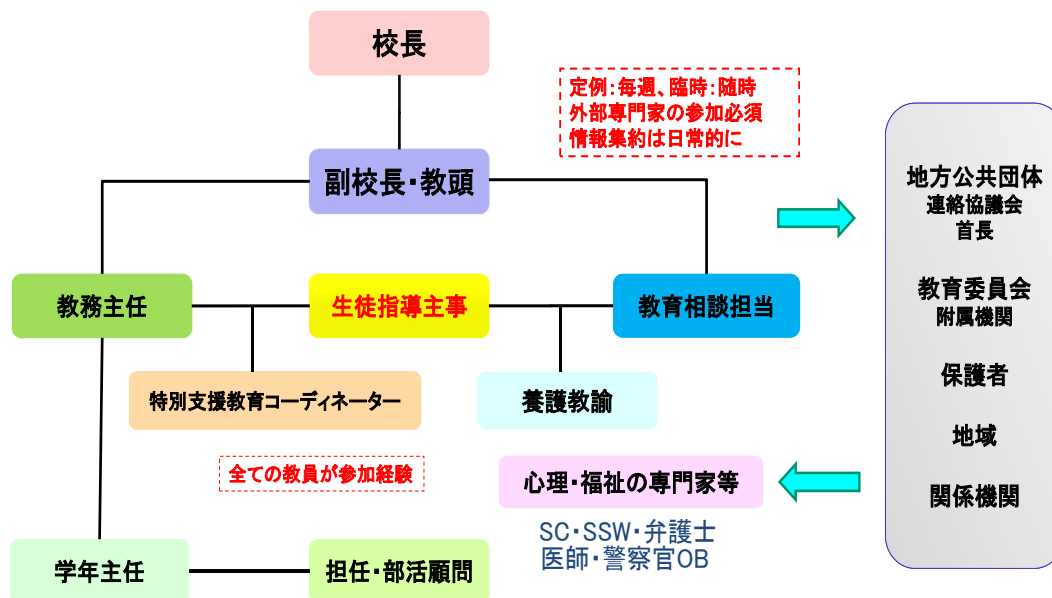 校長
定例：毎週、臨時：随時
外部専門家の参加必須
情報集約は日常的に
副校長・教頭
地方公共団体
連絡協議会
首長
教務主任
生徒指導主事
教育相談担当
教育委員会
附属機関
特別支援教育コーディネーター
養護教諭
保護者
地域
全ての教員が参加経験
心理・福祉の専門家等
関係機関
SC・SSW・弁護士
医師・警察官OB
学年主任
担任・部活顧問